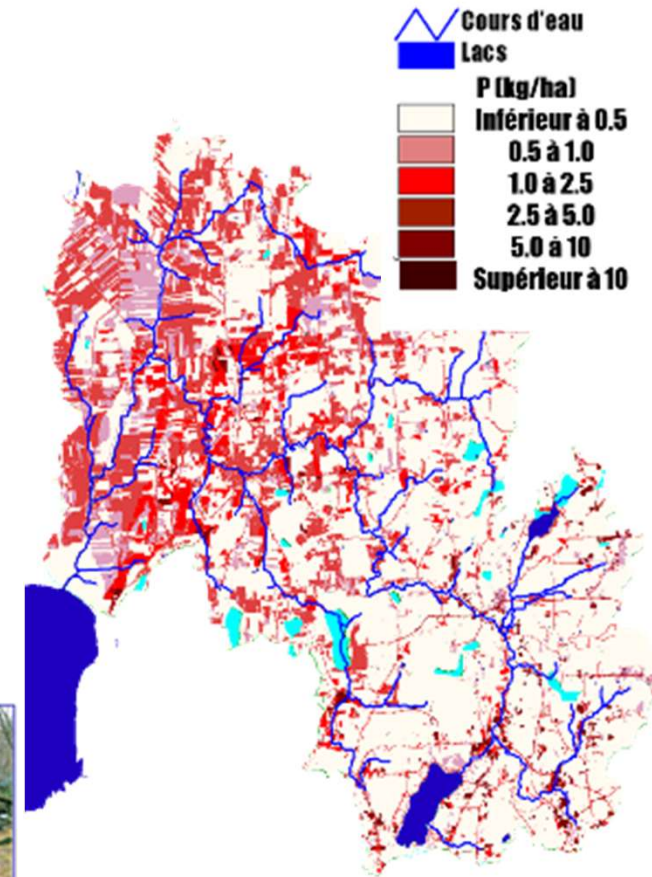 Cours d'eau
Lacs
P (kg/ha)
Inférieur à 0.5
0.5 à 1.0
1.0 à 2.5
2.5 à 5.0
5.0 à 10
Supérieur à 10